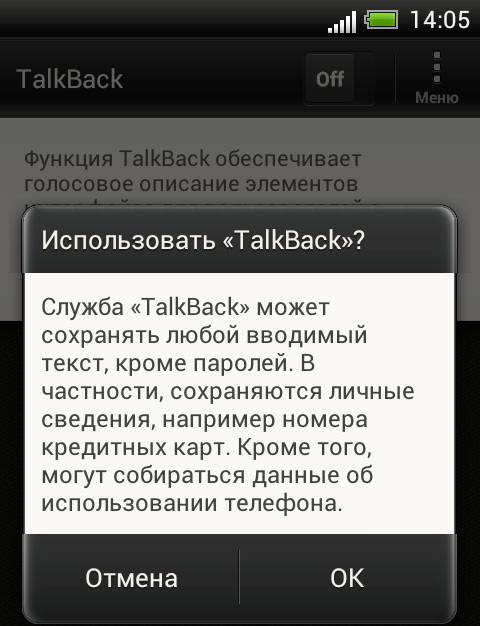 14:05
TalkBack
Off
Меню
Функция TalkBack обеспечивает
голосовое описание элементов
Использовать «TalkBack»?
Служба «TalkBack» может
сохранять любой вводимый
текст, кроме паролей. В
частности, сохраняются личные
сведения, например номера
кредитных карт. Кроме того,
могут собираться данные об
использовании телефона.
Отмена
OK